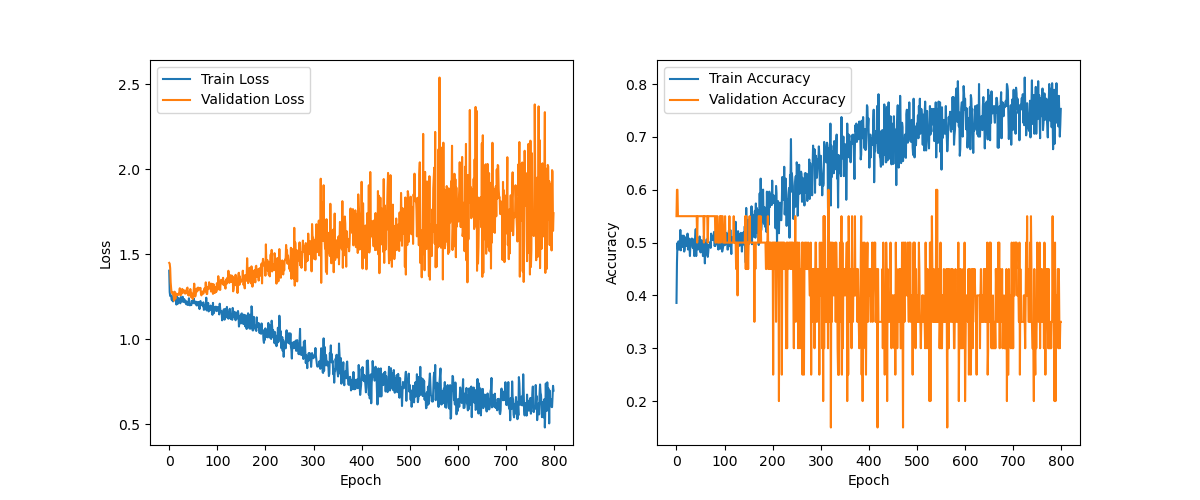 Train Loss
Validation Loss
2.5
2.0
1.5
1.0
0.5
Loss
0 100 200 300 400 500 600 700 800
Epoch
Train Accuracy
Validation Accuracy
0.8
0.7
0.6
0.5
0.4
0.3
0.2
Accuracy
0 100 200 300 400 500 600 700 800
Epoch